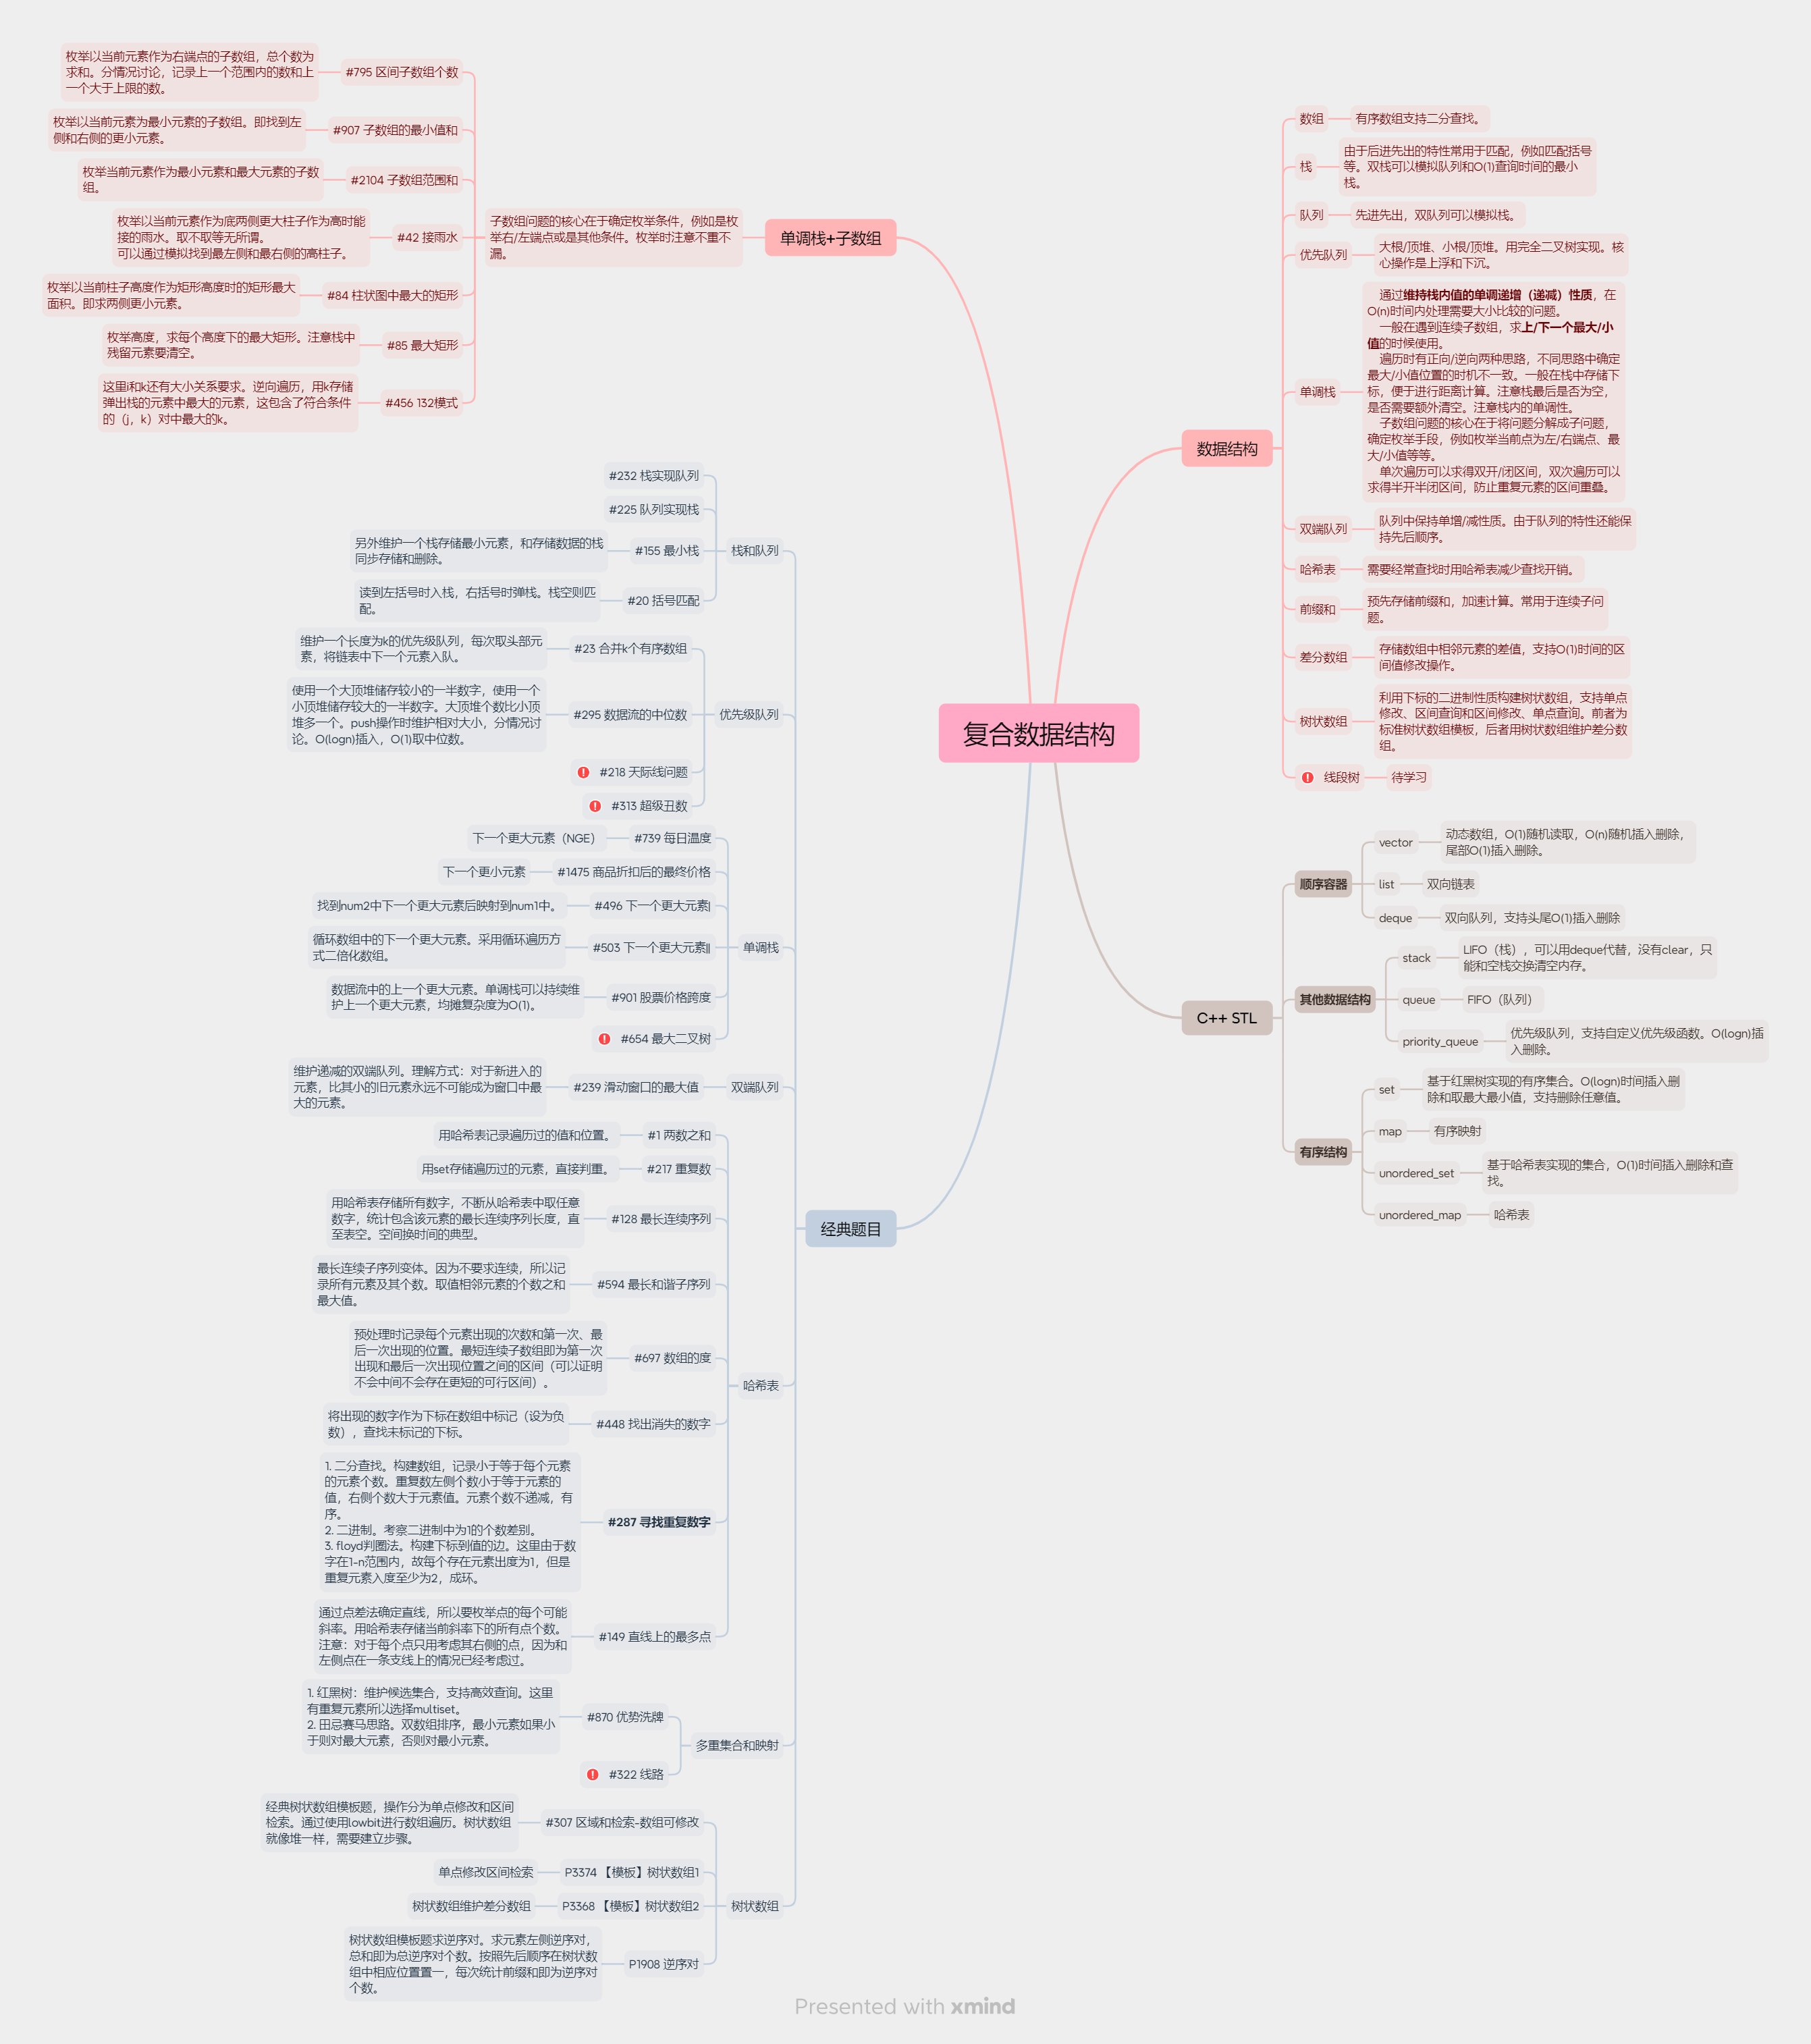 复合数据结构
单调栈+子数组
子数组问题的核心在于确定枚举条件，例如是枚
举右/左端点或是其他条件。枚举时注意不重不
漏。
#795 区间子数组个数
枚举以当前元素作为右端点的子数组，总个数为
求和。分情况讨论，记录上一个范围内的数和上
一个大于上限的数。
#907 子数组的最小值和
枚举以当前元素为最小元素的子数组。即找到左
侧和右侧的更小元素。
#2104 子数组范围和
枚举当前元素作为最小元素和最大元素的子数
组。
#42 接雨水
枚举以当前元素作为底两侧更大柱子作为高时能
接的雨水。取不取等无所谓。
可以通过模拟找到最左侧和最右侧的高柱子。
#84 柱状图中最大的矩形
枚举以当前柱子高度作为矩形高度时的矩形最大
面积。即求两侧更小元素。
#85 最大矩形
枚举高度，求每个高度下的最大矩形。注意栈中
残留元素要清空。
#456 132模式
这里i和k还有大小关系要求。逆向遍历，用k存储
弹出栈的元素中最大的元素，这包含了符合条件
的（j，k）对中最大的k。
数据结构
数组
有序数组支持二分查找。
栈
由于后进先出的特性常用于匹配，例如匹配括号
等。双栈可以模拟队列和O(1)查询时间的最小
栈。
队列
先进先出，双队列可以模拟栈。
优先队列
大根/顶堆、小根/顶堆。用完全二叉树实现。核
心操作是上浮和下沉。
单调栈
通过维持栈内值的单调递增（递减）性质，在
O(n)时间内处理需要大小比较的问题。
一般在遇到连续子数组，求上/下一个最大/小
值的时候使用。
遍历时有正向/逆向两种思路，不同思路中确定
最大/小值位置的时机不一致。一般在栈中存储下
标，便于进行距离计算。注意栈最后是否为空，
是否需要额外清空。注意栈内的单调性。
子数组问题的核心在于将问题分解成子问题，
确定枚举手段，例如枚举当前点为左/右端点、最
大/小值等等。
单次遍历可以求得双开/闭区间，双次遍历可以
求得半开半闭区间，防止重复元素的区间重叠。
双端队列
队列中保持单增/减性质。由于队列的特性还能保
持先后顺序。
哈希表
需要经常查找时用哈希表减少查找开销。
前缀和
预先存储前缀和，加速计算。常用于连续子问
题。
差分数组
存储数组中相邻元素的差值，支持O(1)时间的区
间值修改操作。
树状数组
利用下标的二进制性质构建树状数组，支持单点
修改、区间查询和区间修改、单点查询。前者为
标准树状数组模板，后者用树状数组维护差分数
组。
线段树
待学习
C++ STL
顺序容器
vector
动态数组，O(1)随机读取，O(n)随机插入删除，
尾部O(1)插入删除。
list
双向链表
deque
双向队列，支持头尾O(1)插入删除
其他数据结构
stack
LIFO（栈），可以用deque代替，没有clear，只
能和空栈交换清空内存。
queue
FIFO（队列）
priority_queue
优先级队列，支持自定义优先级函数。O(logn)插
入删除。
有序结构
set
基于红黑树实现的有序集合。O(logn)时间插入删
除和取最大最小值，支持删除任意值。
map
有序映射
unordered_set
基于哈希表实现的集合，O(1)时间插入删除和查
找。
unordered_map
哈希表
经典题目
栈和队列
#232 栈实现队列
#225 队列实现栈
#155 最小栈
另外维护一个栈存储最小元素，和存储数据的栈
同步存储和删除。
#20 括号匹配
读到左括号时入栈，右括号时弹栈。栈空则匹
配。
优先级队列
#23 合并k个有序数组
维护一个长度为k的优先级队列，每次取头部元
素，将链表中下一个元素入队。
#295 数据流的中位数
使用一个大顶堆储存较小的一半数字，使用一个
小顶堆储存较大的一半数字。大顶堆个数比小顶
堆多一个。push操作时维护相对大小，分情况讨
论。O(logn)插入，O(1)取中位数。
#218 天际线问题
#313 超级丑数
单调栈
#739 每日温度
下一个更大元素（NGE）
#1475 商品折扣后的最终价格
下一个更小元素
#496 下一个更大元素I
找到num2中下一个更大元素后映射到num1中。
#503 下一个更大元素II
循环数组中的下一个更大元素。采用循环遍历方
式二倍化数组。
#901 股票价格跨度
数据流中的上一个更大元素。单调栈可以持续维
护上一个更大元素，均摊复杂度为O(1)。
#654 最大二叉树
双端队列
#239 滑动窗口的最大值
维护递减的双端队列。理解方式：对于新进入的
元素，比其小的旧元素永远不可能成为窗口中最
大的元素。
哈希表
#1 两数之和
用哈希表记录遍历过的值和位置。
#217 重复数
用set存储遍历过的元素，直接判重。
#128 最长连续序列
用哈希表存储所有数字，不断从哈希表中取任意
数字，统计包含该元素的最长连续序列长度，直
至表空。空间换时间的典型。
#594 最长和谐子序列
最长连续子序列变体。因为不要求连续，所以记
录所有元素及其个数。取值相邻元素的个数之和
最大值。
#697 数组的度
预处理时记录每个元素出现的次数和第一次、最
后一次出现的位置。最短连续子数组即为第一次
出现和最后一次出现位置之间的区间（可以证明
不会中间不会存在更短的可行区间）。
#448 找出消失的数字
将出现的数字作为下标在数组中标记（设为负
数），查找未标记的下标。
#287 寻找重复数字
1. 二分查找。构建数组，记录小于等于每个元素
的元素个数。重复数左侧个数小于等于元素的
值，右侧个数大于元素值。元素个数不递减，有
序。
2. 二进制。考察二进制中为1的个数差别。
3. floyd判圈法。构建下标到值的边。这里由于数
字在1-n范围内，故每个存在元素出度为1，但是
重复元素入度至少为2，成环。
#149 直线上的最多点
通过点差法确定直线，所以要枚举点的每个可能
斜率。用哈希表存储当前斜率下的所有点个数。
注意：对于每个点只用考虑其右侧的点，因为和
左侧点在一条支线上的情况已经考虑过。
多重集合和映射
#870 优势洗牌
1. 红黑树：维护候选集合，支持高效查询。这里
有重复元素所以选择multiset。
2. 田忌赛马思路。双数组排序，最小元素如果小
于则对最大元素，否则对最小元素。
#322 线路
树状数组
#307 区域和检索-数组可修改
经典树状数组模板题，操作分为单点修改和区间
检索。通过使用lowbit进行数组遍历。树状数组
就像堆一样，需要建立步骤。
P3374 【模板】树状数组1
单点修改区间检索
P3368 【模板】树状数组2
树状数组维护差分数组
P1908 逆序对
树状数组模板题求逆序对。求元素左侧逆序对，
总和即为总逆序对个数。按照先后顺序在树状数
组中相应位置置一，每次统计前缀和即为逆序对
个数。
Presented with xmind